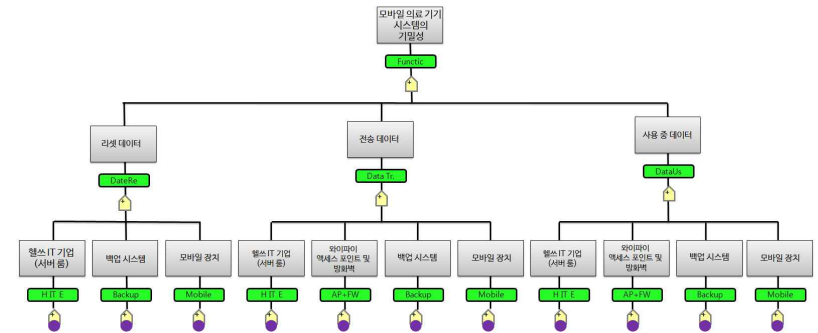 모바일 의료 기기
시스템의
기밀성
Functic
리셋 데이터
전송 데이터
사용 중 데이터
DateRe
Data Tr.
DataUs
헬쓰 IT 기업
(서버 룸)
백업 시스템
모바일 장치
헬쓰 IT 기업
(서버 룸)
와이파이
액세스 포인트 및
방화벽
백업 시스템
모바일 장치
헬쓰 IT 기업
(서버 룸)
와이파이
액세스 포인트 및
방화벽
백업 시스템
모바일 장치
H IT E
Backup
Mobile
H IT E
AP+FW
Backup
Mobile
H IT E
AP+FW
Backup
Mobile